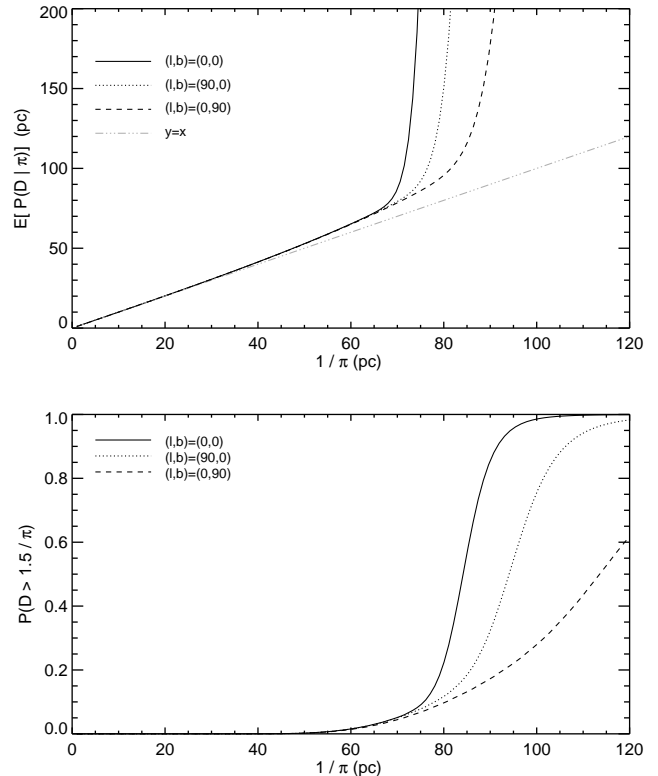 200
150
100
50
0
E[ P(D | π)] (pc)
(l,b)=(0,0)
(l,b)=(90,0)
(l,b)=(0,90)
y=x
0 20 40 60 80 100 120
1 / π (pc)
1.0
0.8
0.6
0.4
0.2
0.0
P(D > 1.5 / π)
(l,b)=(0,0)
(l,b)=(90,0)
(l,b)=(0,90)
0 20 40 60 80 100 120
1 / π (pc)